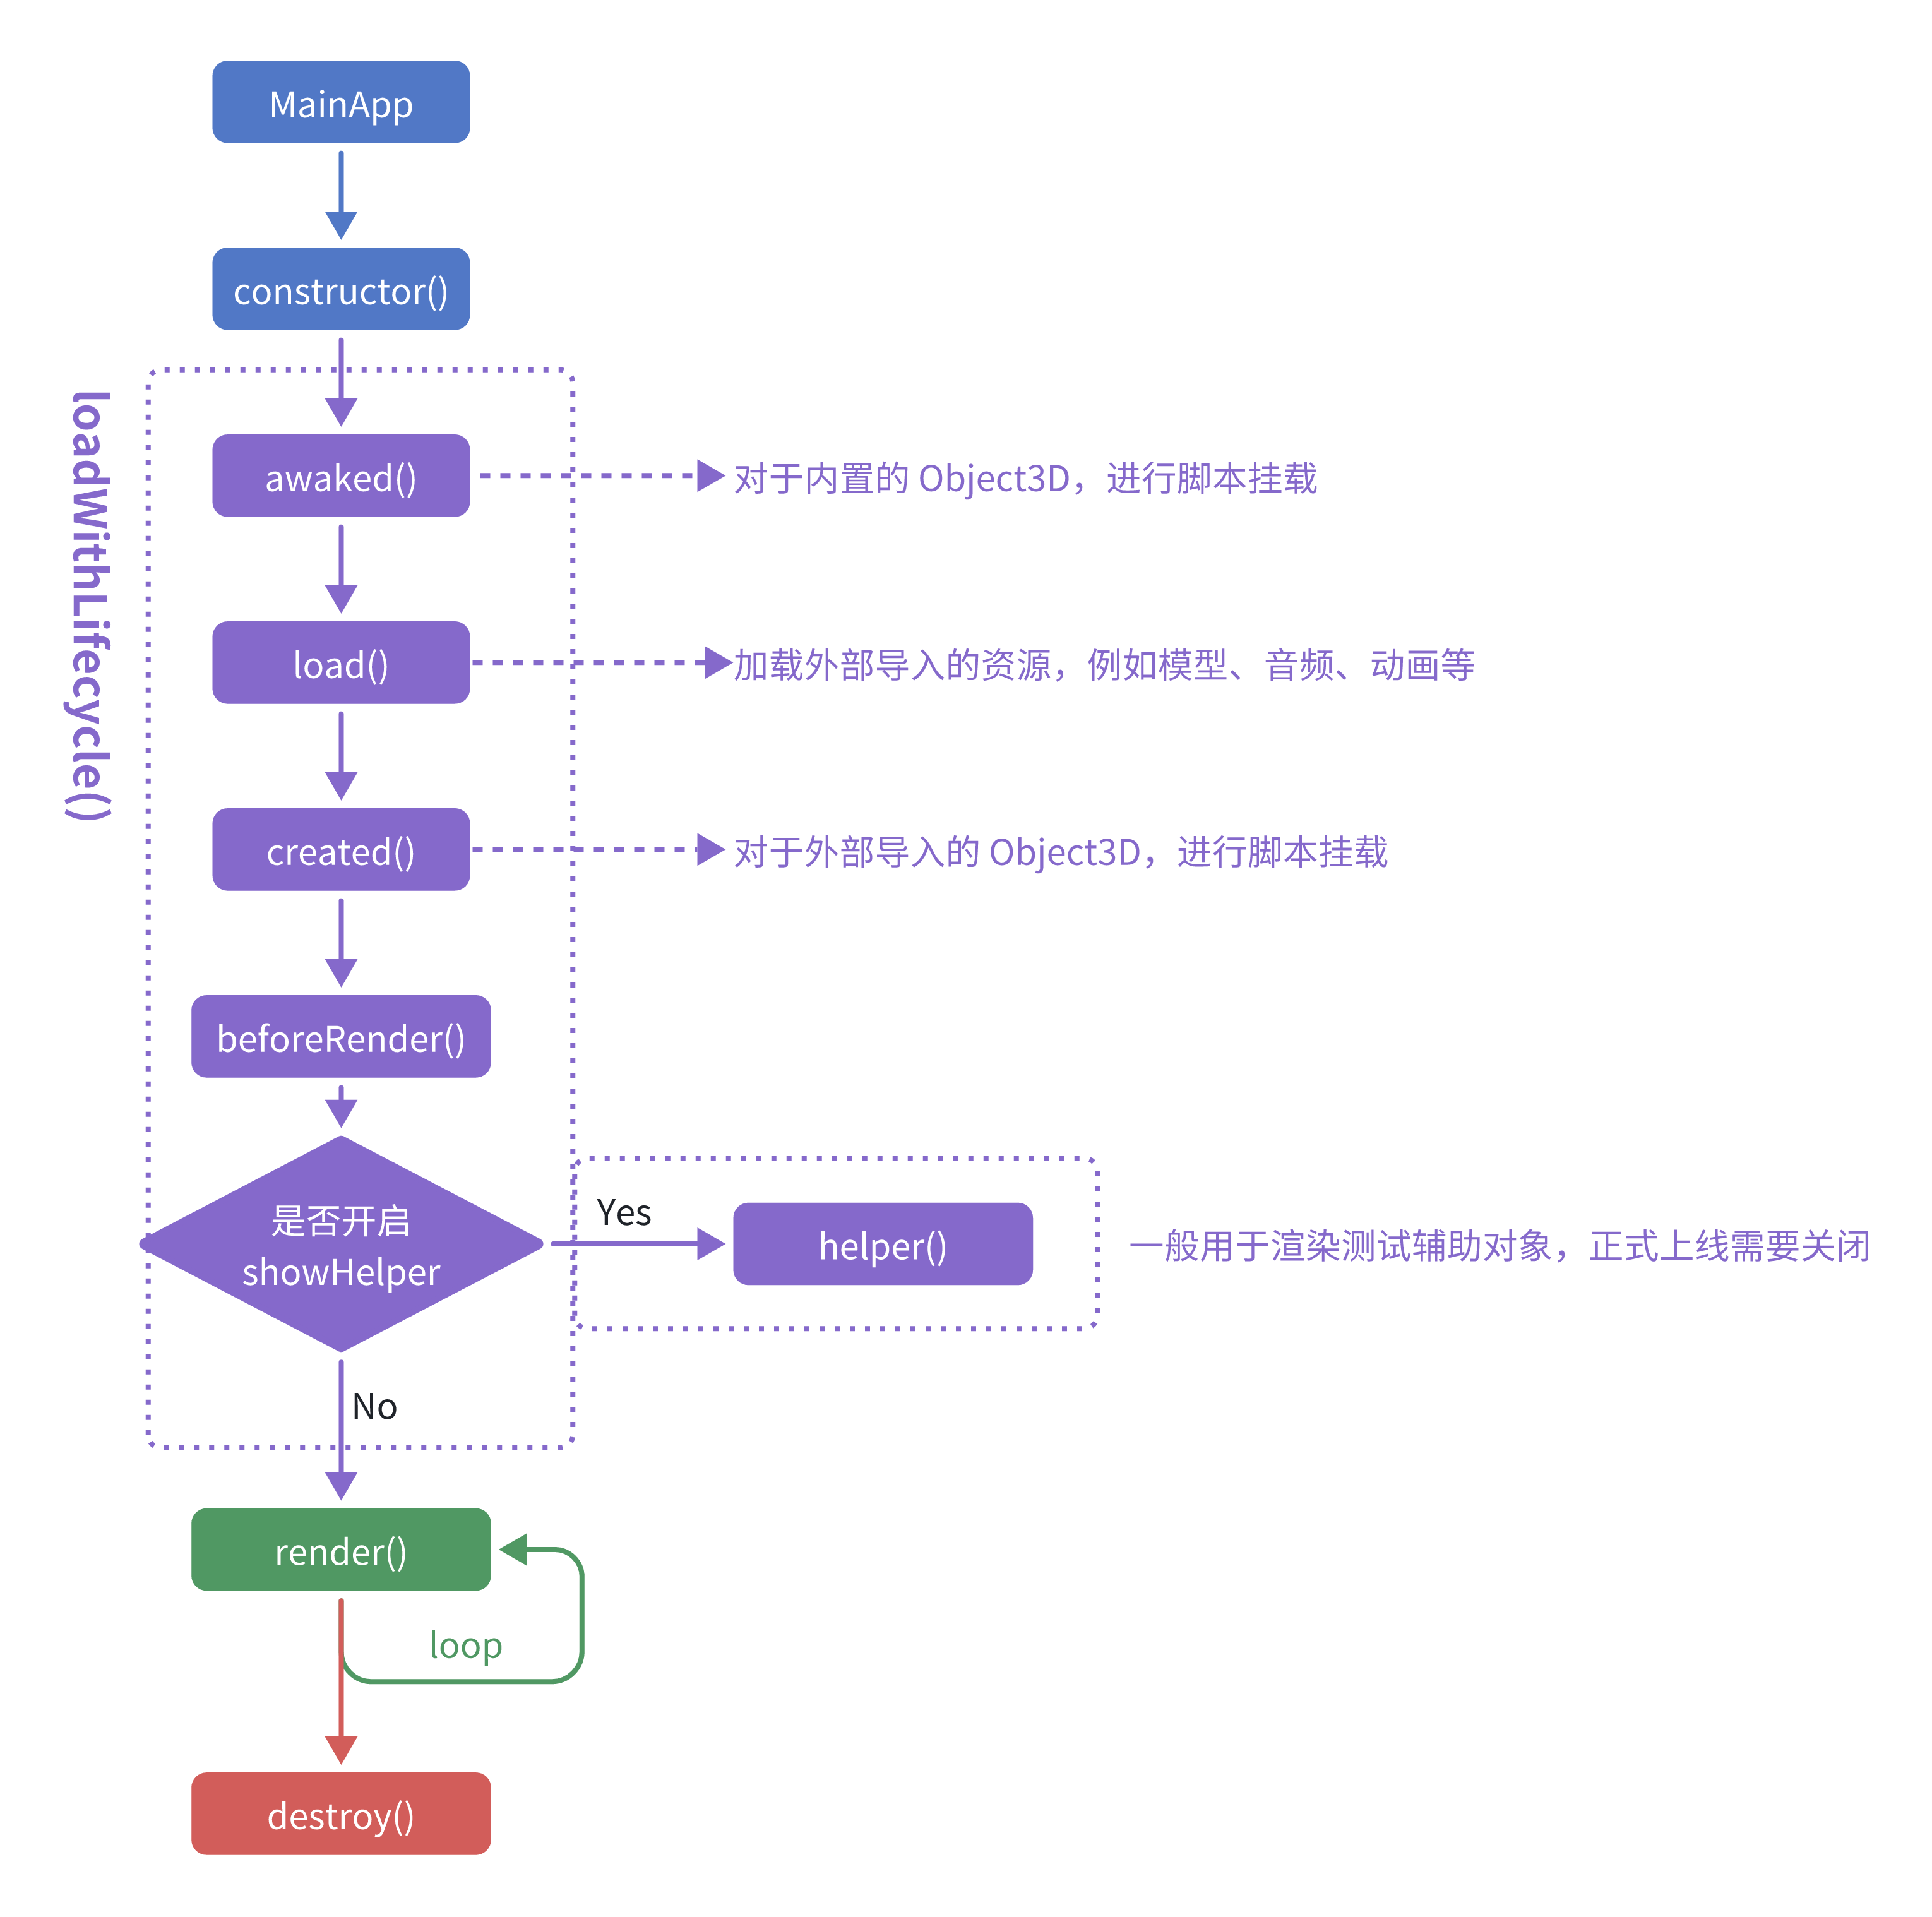 MainApp
constructor()
loadWithLifecycle()
awaked()
对于内置的 Object3D，进行脚本挂载
load()
加载外部导入的资源，例如模型、音频、动画等
created()
对于外部导入的 Object3D，进行脚本挂载
beforeRender()
是否开启
showHelper
Yes
helper()
一般用于渲染测试辅助对象，正式上线需要关闭
No
render()
loop
destroy()